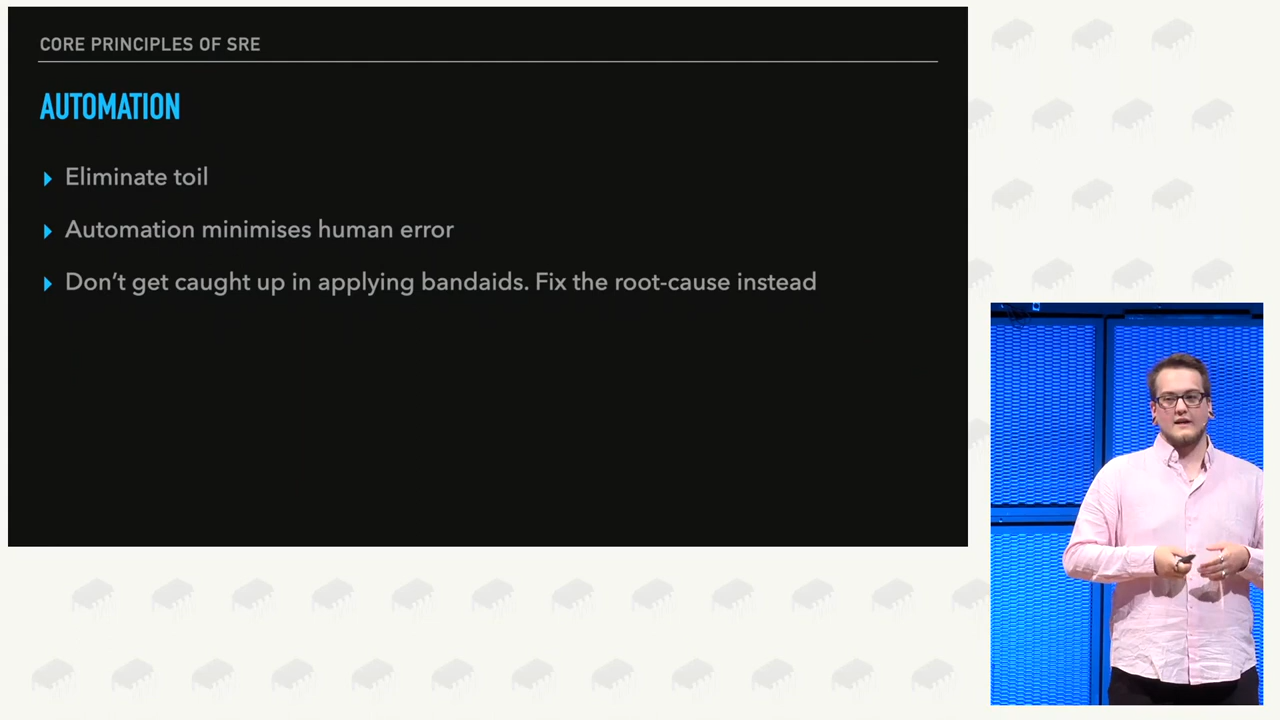 CORE PRINCIPLES OF SRE
AUTOMATION
Eliminate toil
Automation minimises human error
Don’t get caught up in applying bandaids. Fix the root-cause instead